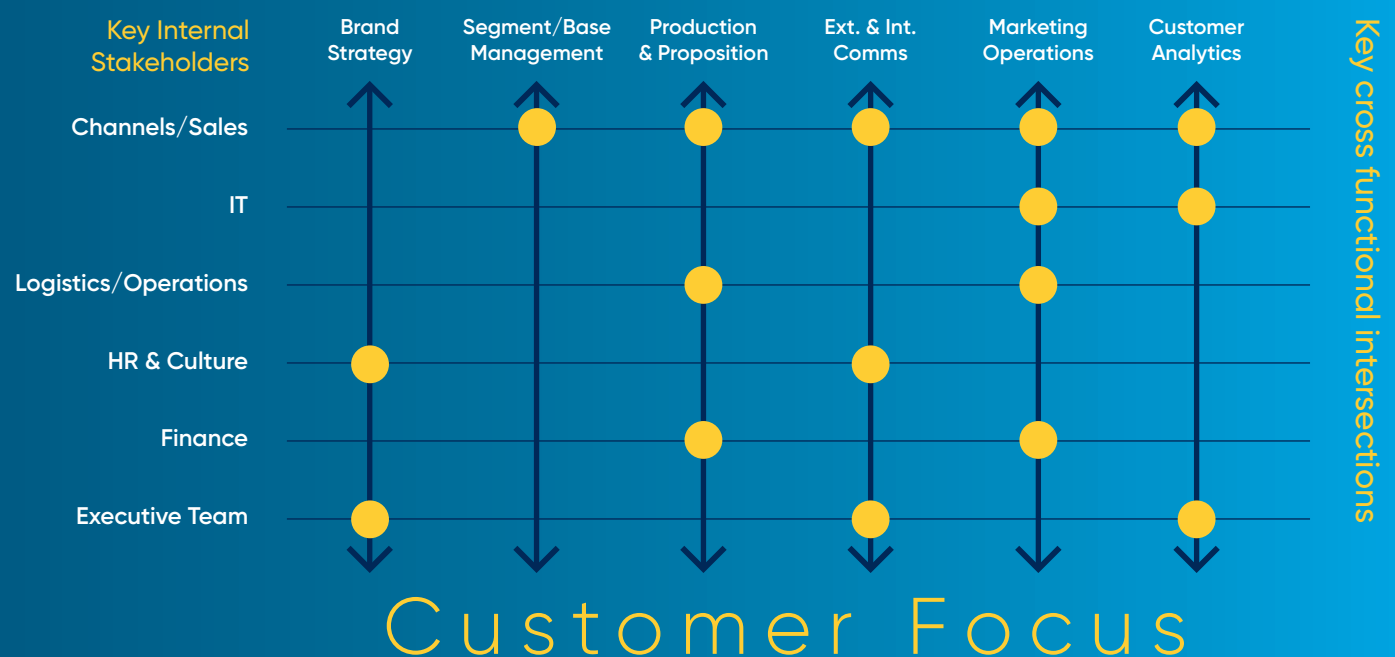 Key Internal
Stakeholders
Brand
Strategy
Segment/Base
Management
Production
& Proposition
Ext. & Int.
Comms
Marketing
Operations
Customer
Analytics
Channels/Sales
IT
Logistics/Operations
HR & Culture
Finance
Executive Team
Key cross functional intersections
Customer Focus